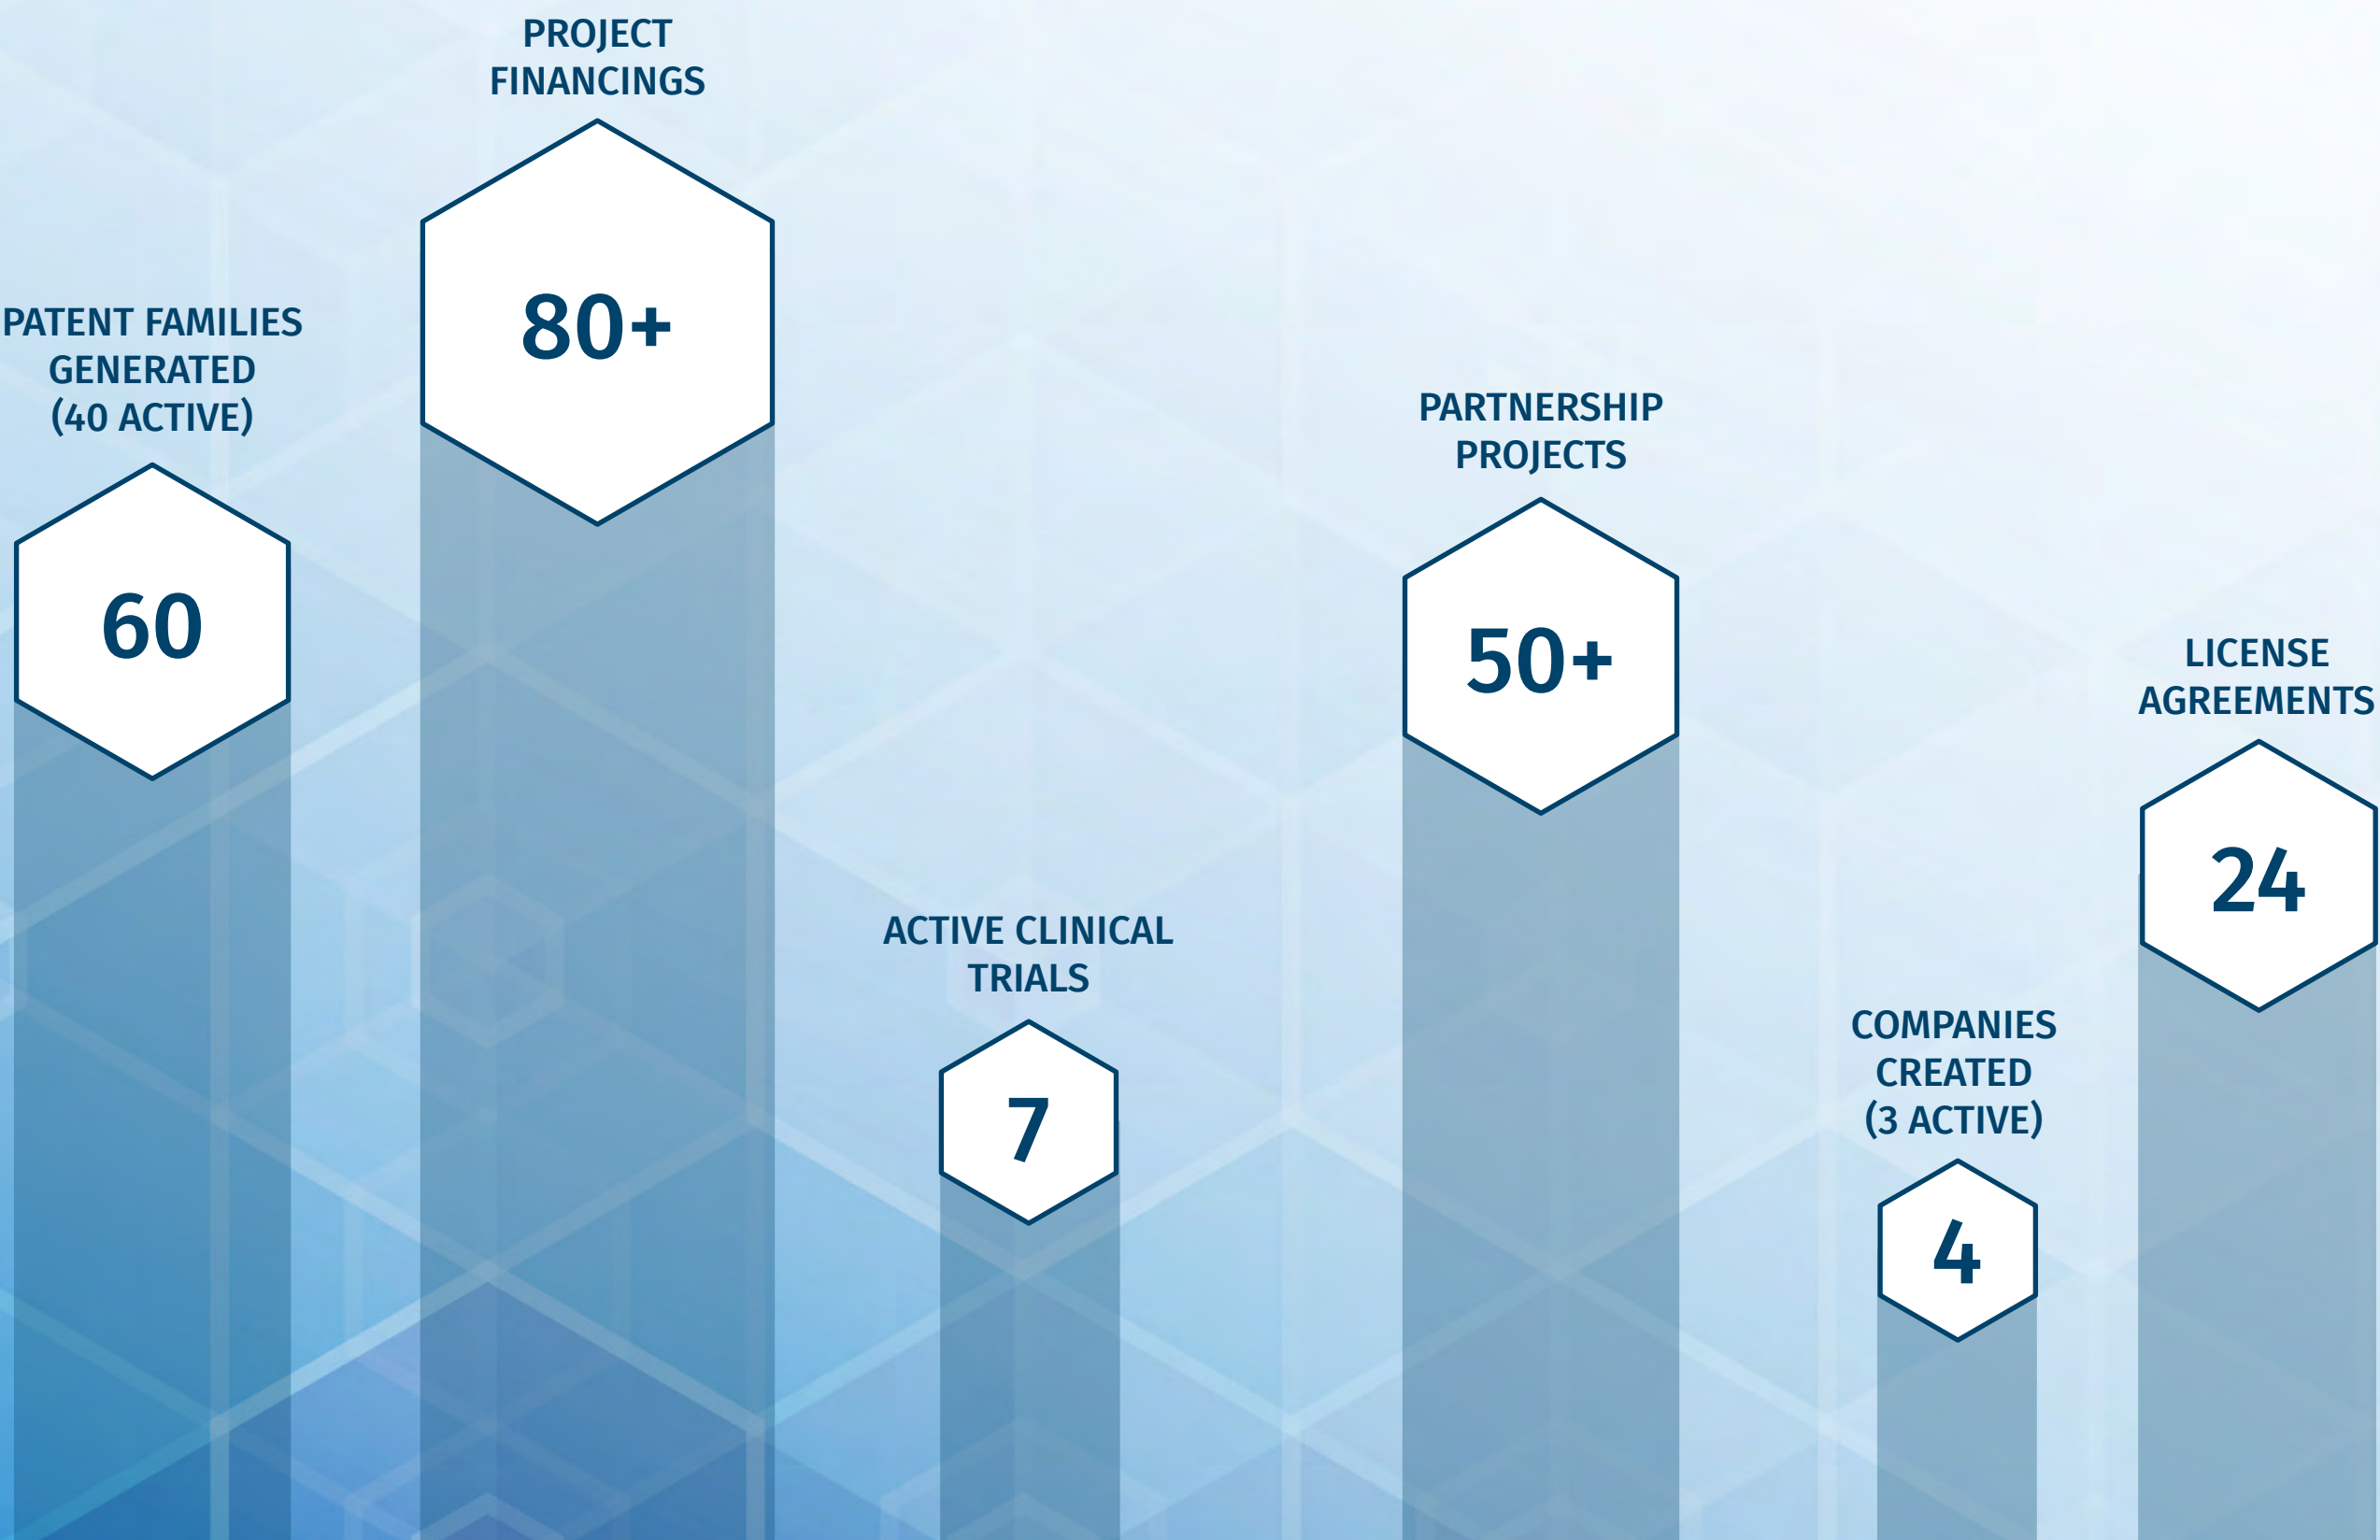 PROJECT
FINANCINGS
80+
PATENT FAMILIES
GENERATED
(40 ACTIVE)
60
PARTNERSHIP
PROJECTS
50+
LICENSE
AGREEMENTS
24
ACTIVE CLINICAL
TRIALS
7
COMPANIES
CREATED
(3 ACTIVE)
4